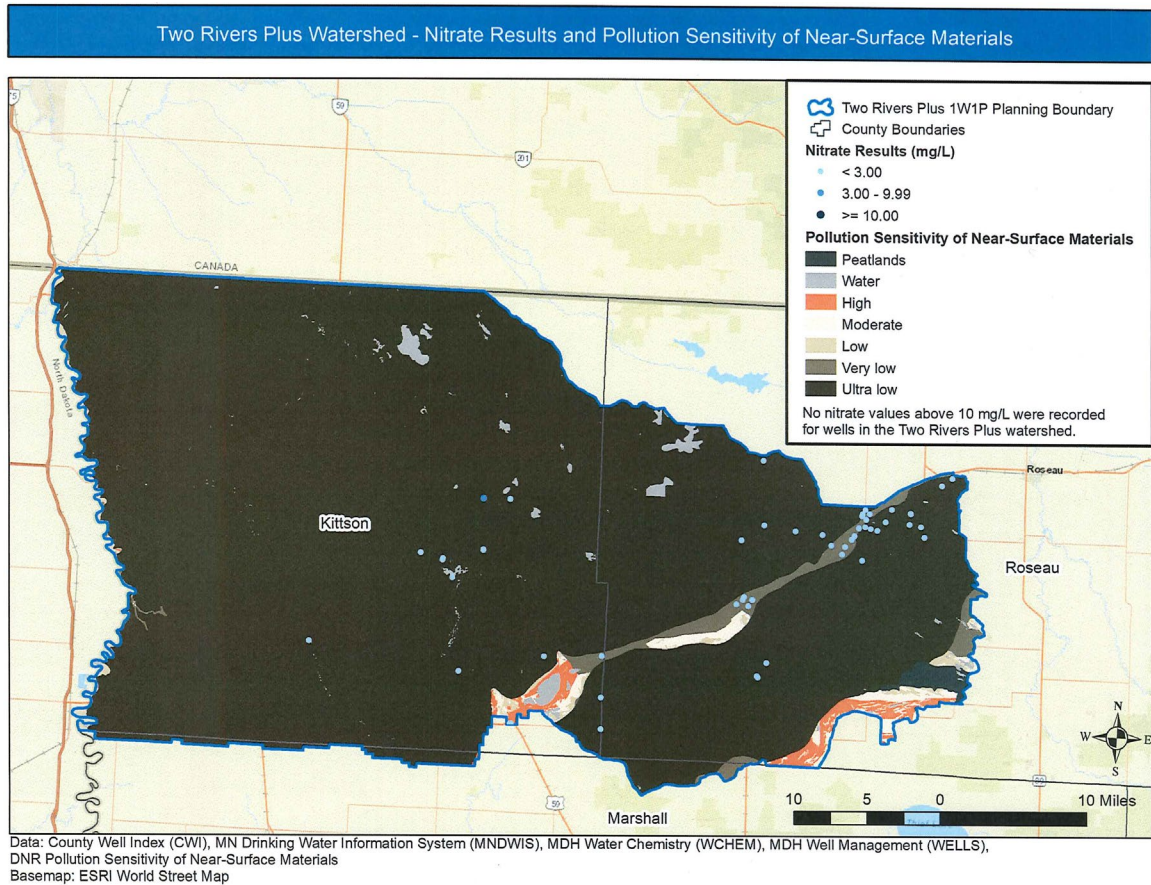 Two Rivers Plus Watershed - Nitrate Results and Pollution Sensitivity of Near-Surface Materials
75
59
201
Two Rivers Plus 1W1P Planning Boundary
County Boundaries
Nitrate Results (mg/L)
< 3.00
3.00 - 9.99
>= 10.00
Pollution Sensitivity of Near-Surface Materials
Peatlands
Water
High
Moderate
Low
Very low
Ultra low
No nitrate values above 10 mg/L were recorded
for wells in the Two Rivers Plus watershed.
CANADA
North Dakota
Roseau
Kittson
Roseau
N
W E
S
59
Marshall
10 5 0 10 Miles
Data: County Well Index (CWI), MN Drinking Water Information System (MNDWIS), MDH Water Chemistry (WCHEM), MDH Well Management (WELLS),
DNR Pollution Sensitivity of Near-Surface Materials
Basemap: ESRI World Street Map